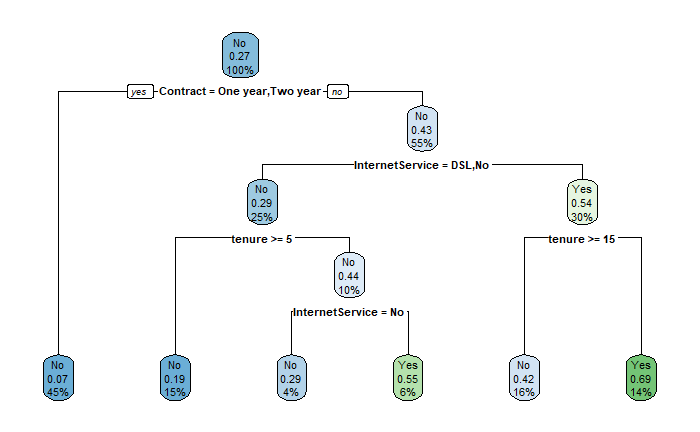 No
0.27
100%
yes Contract = One year,Two year no
No
0.43
55%
InternetService = DSL,No
No
0.29
25%
Yes
0.54
30%
tenure >= 5
tenure >= 15
No
0.44
10%
InternetService = No
No
0.07
45%
No
0.19
15%
No
0.29
4%
Yes
0.55
6%
No
0.42
16%
Yes
0.69
14%